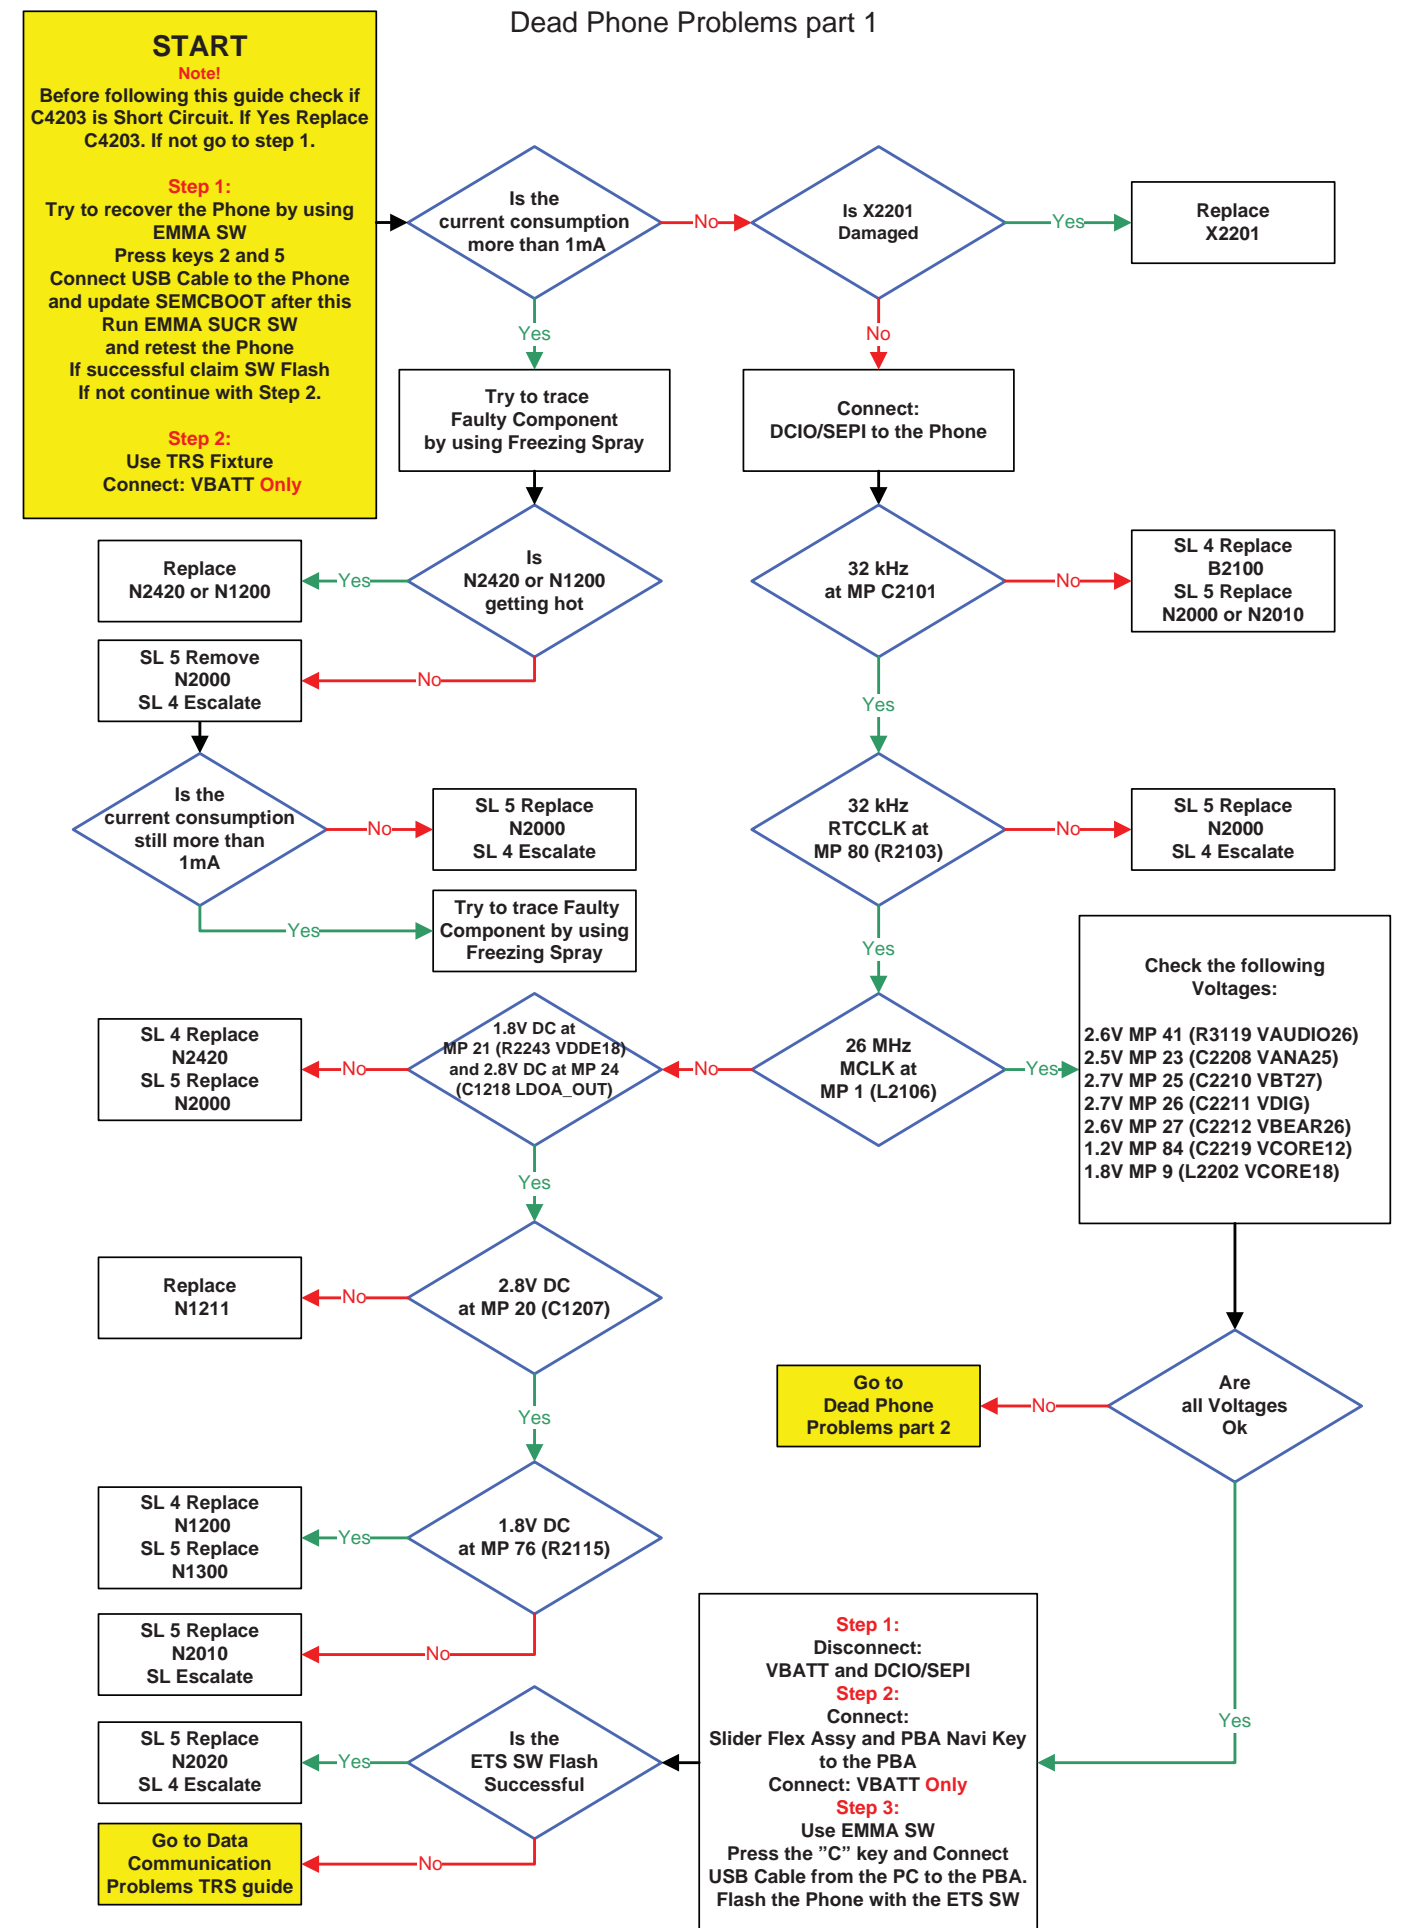 Dead Phone Problems part 1
START
Note!
Before following this guide check if
C4203 is Short Circuit. If Yes Replace
C4203. If not go to step 1.
Step 1:
Try to recover the Phone by using
EMMA SW
Press keys 2 and 5
Connect USB Cable to the Phone
and update SEMCBOOT after this
Run EMMA SUCR SW
and retest the Phone
If successful claim SW Flash
If not continue with Step 2.
Step 2:
Use TRS Fixture
Connect: VBATT Only
Is the
current consumption
more than 1mA
No
Is X2201
Damaged
Yes
Replace
X2201
Yes
No
Try to trace
Faulty Component
by using Freezing Spray
Connect:
DCIO/SEPI to the Phone
Replace
N2420 or N1200
Yes
Is
N2420 or N1200
getting hot
32 kHz
at MP C2101
No
SL 4 Replace
B2100
SL 5 Replace
N2000 or N2010
SL 5 Remove
N2000
SL 4 Escalate
No
Yes
Is the
current consumption
still more than
1mA
No
SL 5 Replace
N2000
SL 4 Escalate
32 kHz
RTCCLK at
MP 80 (R2103)
No
SL 5 Replace
N2000
SL 4 Escalate
Yes
Try to trace Faulty
Component by using
Freezing Spray
Yes
Check the following
Voltages:
2.6V MP 41 (R3119 VAUDIO26)
2.5V MP 23 (C2208 VANA25)
2.7V MP 25 (C2210 VBT27)
2.7V MP 26 (C2211 VDIG)
2.6V MP 27 (C2212 VBEAR26)
1.2V MP 84 (C2219 VCORE12)
1.8V MP 9 (L2202 VCORE18)
SL 4 Replace
N2420
SL 5 Replace
N2000
No
1.8V DC at
MP 21 (R2243 VDDE18)
and 2.8V DC at MP 24
(C1218 LDOA_OUT)
No
26 MHz
MCLK at
MP 1 (L2106)
Yes
Yes
Replace
N1211
No
2.8V DC
at MP 20 (C1207)
Go to
Dead Phone
Problems part 2
No
Are
all Voltages
Ok
Yes
SL 4 Replace
N1200
SL 5 Replace
N1300
Yes
1.8V DC
at MP 76 (R2115)
SL 5 Replace
N2010
SL Escalate
No
Step 1:
Disconnect:
VBATT and DCIO/SEPI
Step 2:
Connect:
Slider Flex Assy and PBA Navi Key
to the PBA
Connect: VBATT Only
Step 3:
Use EMMA SW
Press the ”C” key and Connect
USB Cable from the PC to the PBA.
Flash the Phone with the ETS SW
Yes
SL 5 Replace
N2020
SL 4 Escalate
Yes
Is the
ETS SW Flash
Successful
Go to Data
Communication
Problems TRS guide
No